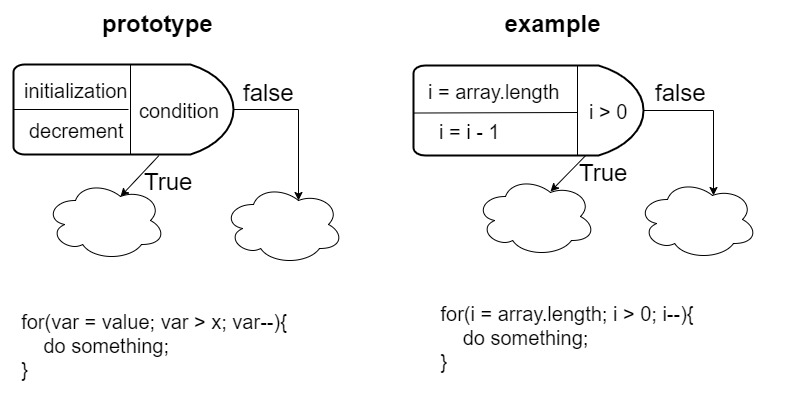 prototype
initialization
decrement
condition
false
True
for(var = value; var > x; var--){
do something;
}
example
i = array.length
i = i - 1
i > 0
false
True
for(i = array.length; i > 0; i--){
do something;
}